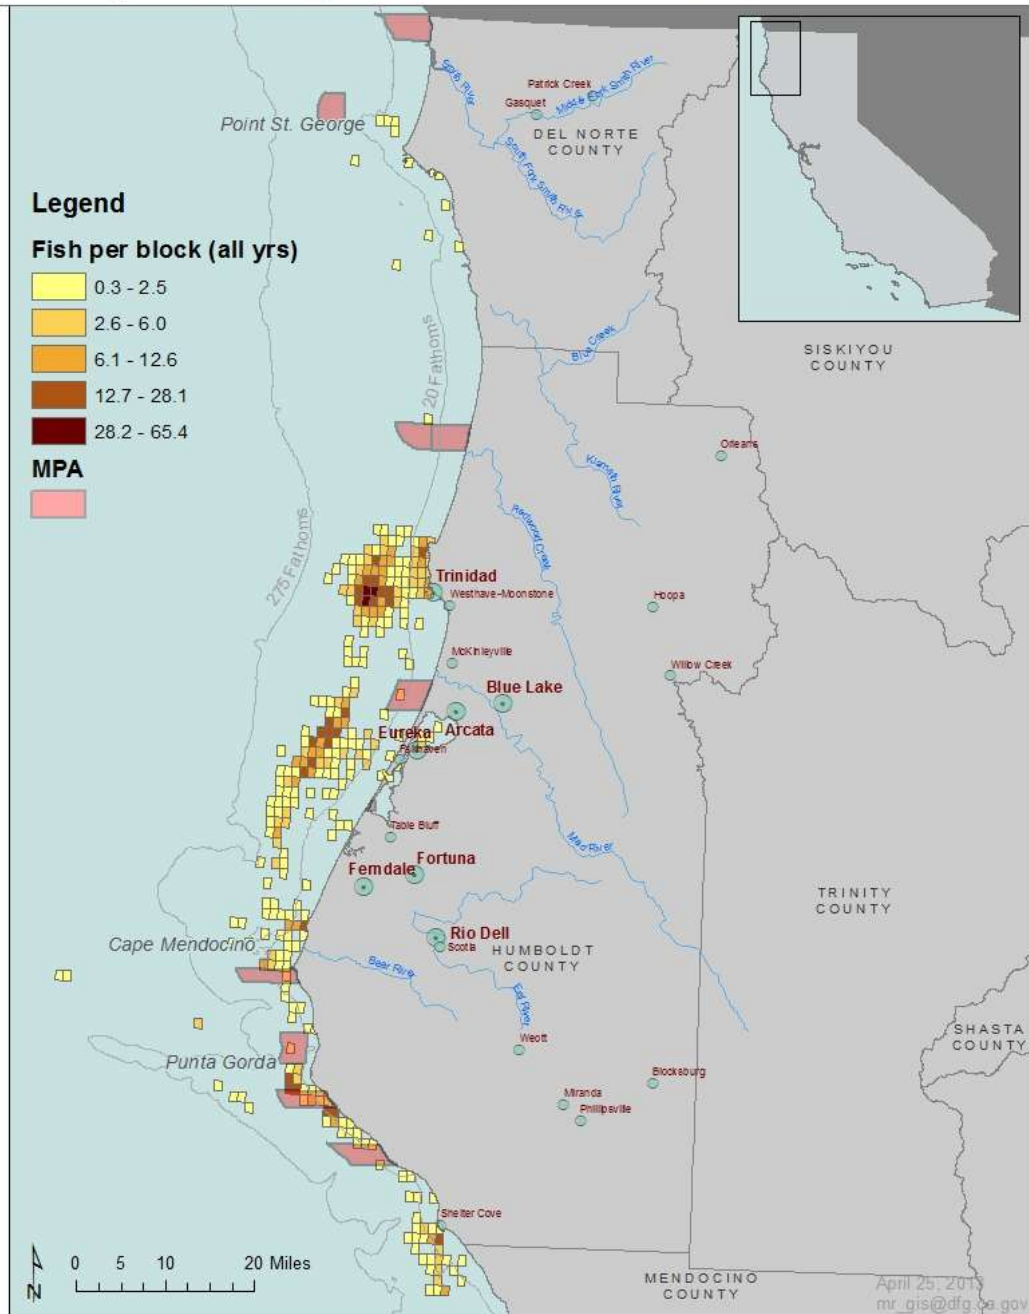 Smith River
Patrick Creek
Middle Fork Smith River
Gasquet
Point St. George
DEL NORTE
COUNTY
South Fork Smith River
Legend
Fish per block (all yrs)
0.3 - 2.5
2.6 - 6.0
6.1 - 12.6
12.7 - 28.1
28.2 - 65.4
MPA
20 Fathoms
275 Fathoms
Blue Creek
SISKIYOU
COUNTY
Orleans
Klamath River
Redwood Creek
Trinidad
Westhave-Moonstone
Hoopa
McKinleyville
Willow Creek
Blue Lake
Eureka
Arcata
Fairhaven
Table Bluff
Mad River
Fortuna
Ferndale
TRINITY
COUNTY
Rio Dell
Scotia
HUMBOLDT
COUNTY
Cape Mendocino
Bear River
Eel River
SHASTA
COUNTY
Weott
Punta Gorda
Blocksburg
Miranda
Phillipsville
Shelter Cove
0 5 10 20 Miles
N
MENDOCINO
COUNTY
April 25, 2013
mr_gis@dfg.ca.gov